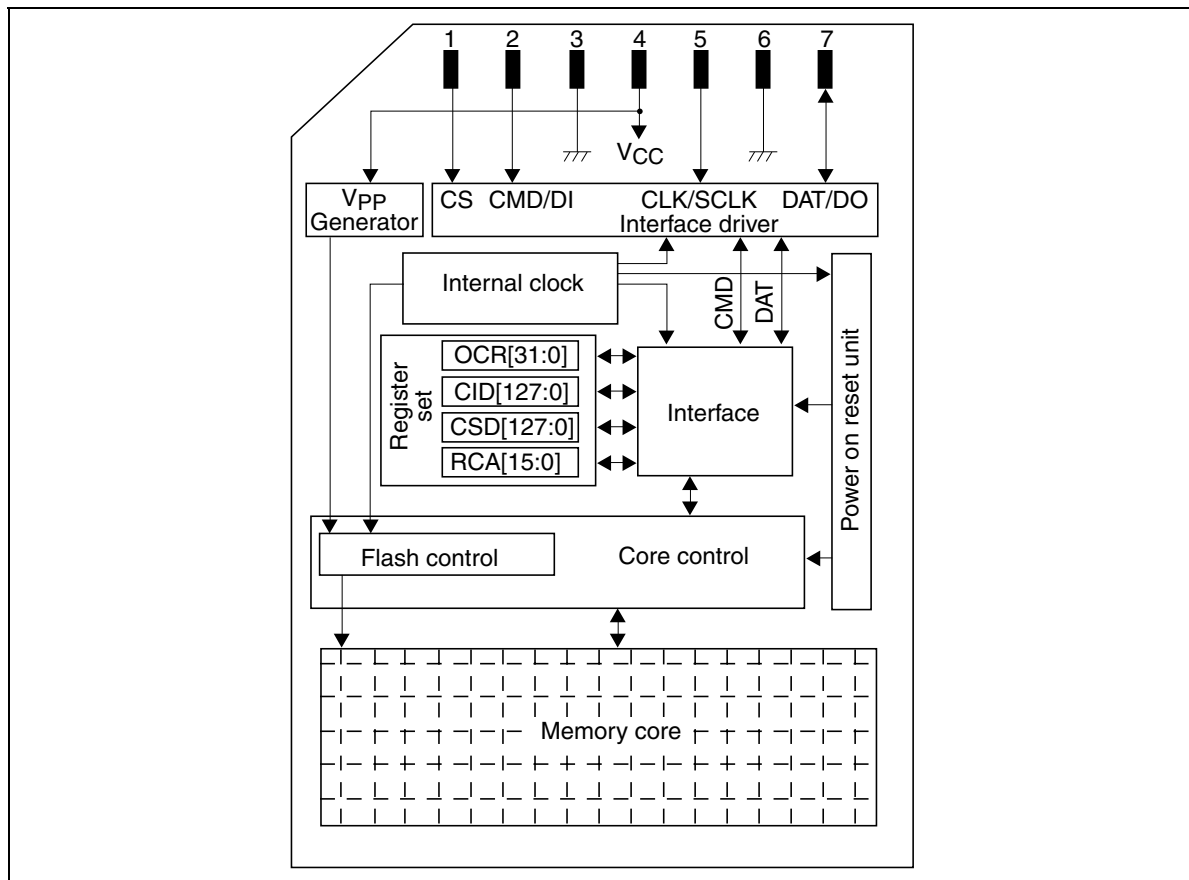 1 2 3 4 5 6 7
VCC
VPP
Generator
CS CMD/DI CLK/SCLK DAT/DO
Interface driver
Internal clock
CMD
DAT
Register
set
OCR[31:0]
CID[127:0]
CSD[127:0]
RCA[15:0]
Interface
Power on reset unit
Flash control
Core control
Memory core